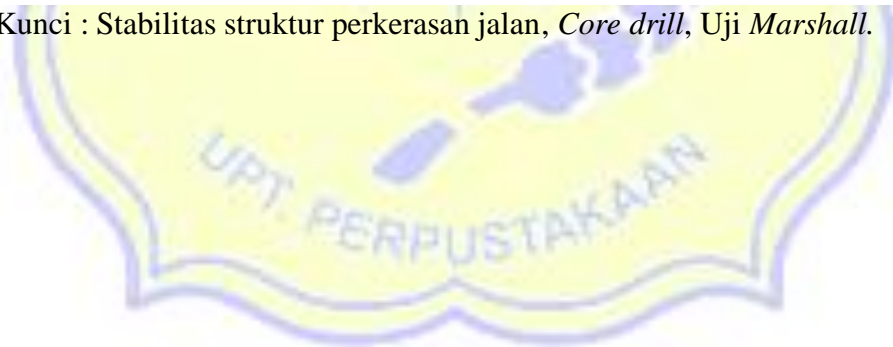 Kunci : Stabilitas struktur perkerasan jalan, Core drill, Uji Marshall.
UPT. PERPUSTAKAAN